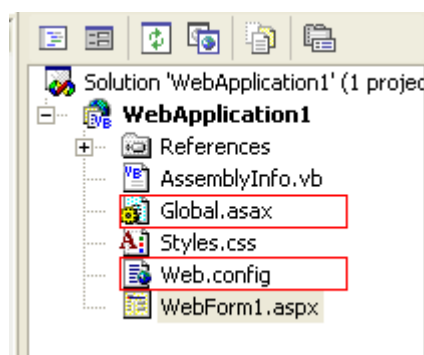 Solution 'WebApplication1' (1 projec
WebApplication1
References
AssemblyInfo.vb
Global.asax
Styles.css
Web.config
WebForm1.aspx